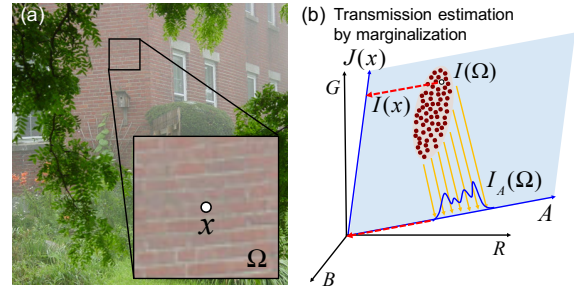 (a)
x
Ω
(b) Transmission estimation
by marginalization
J(x)
I(Ω)
G
I(x)
I_A(Ω)
A
R
B